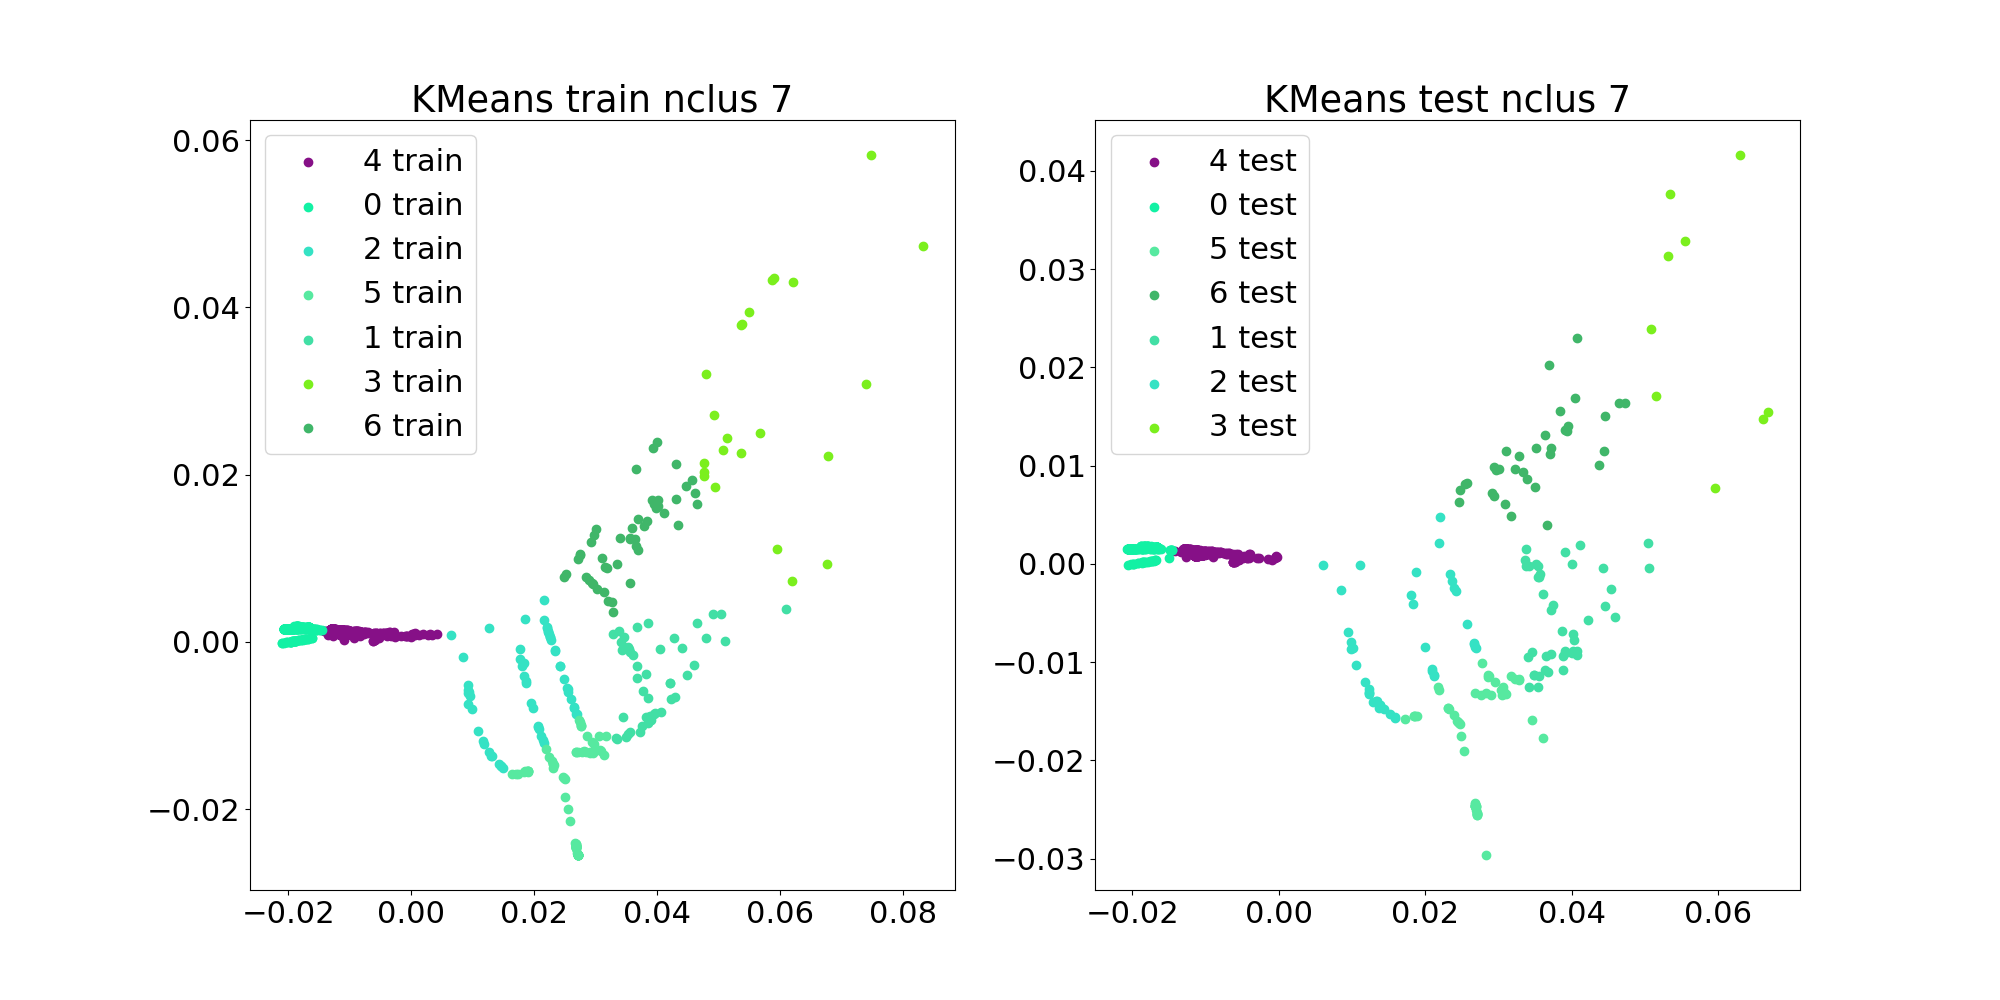 KMeans train nclus 7
0.06
0.04
0.02
0.00
−0.02
4 train
0 train
2 train
5 train
1 train
3 train
6 train
−0.02 0.00 0.02 0.04 0.06 0.08
KMeans test nclus 7
0.04
0.03
0.02
0.01
0.00
−0.01
−0.02
−0.03
4 test
0 test
5 test
6 test
1 test
2 test
3 test
−0.02 0.00 0.02 0.04 0.06